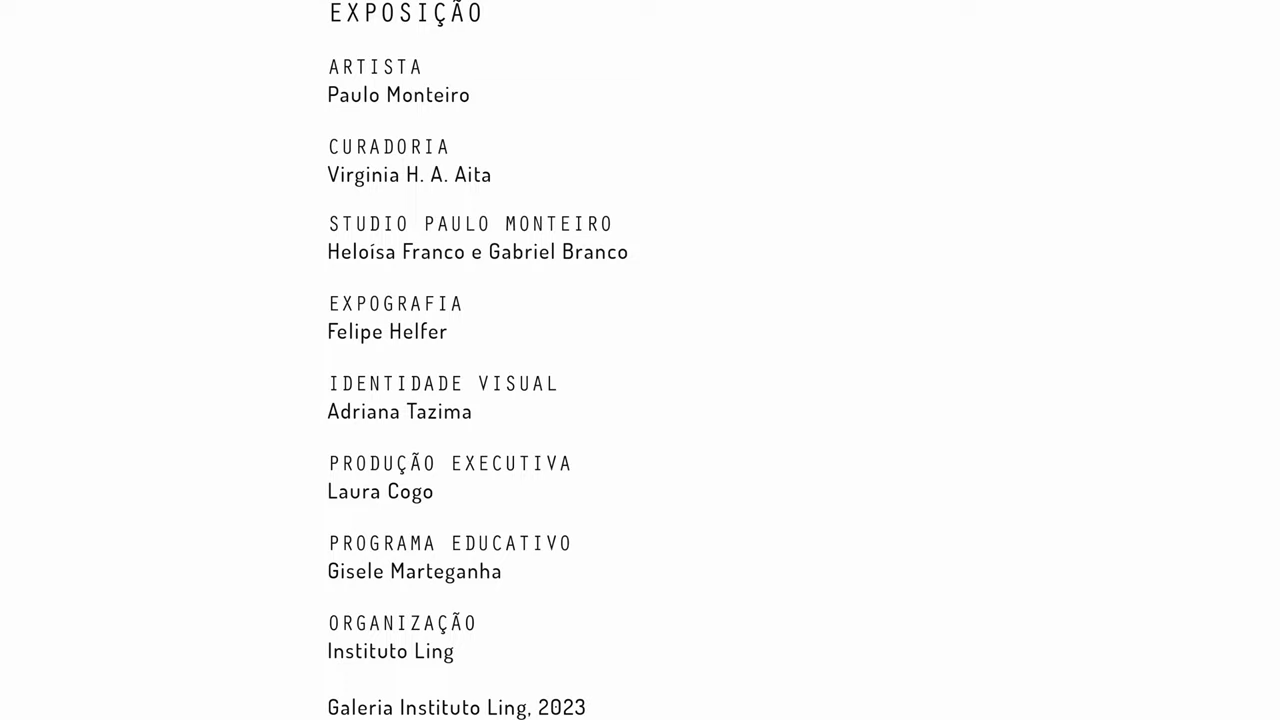 EXPOSIÇÃO
ARTISTA
Paulo Monteiro
CURADORIA
Virginia H. A. Aita
STUDIO PAULO MONTEIRO
Heloísa Franco e Gabriel Branco
EXPOGRAFIA
Felipe Helfer
IDENTIDADE VISUAL
Adriana Tazima
PRODUÇÃO EXECUTIVA
Laura Cogo
PROGRAMA EDUCATIVO
Gisele Marteganha
ORGANIZAÇÃO
Instituto Ling
Galeria Instituto Ling, 2023